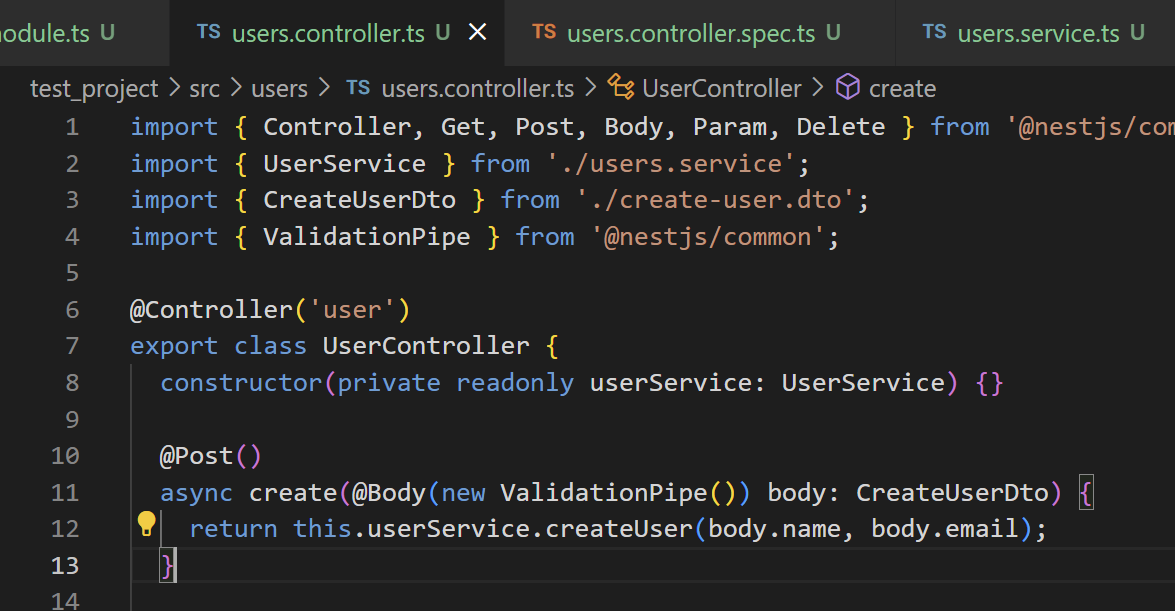 odule.ts U TS users.controller.ts U TS users.controller.spec.ts U TS users.service.ts U
test_project > src > users > TS users.controller.ts > UserController > create
1 import { Controller, Get, Post, Body, Param, Delete } from '@nestjs/com
2 import { UserService } from './users.service';
3 import { CreateUserDto } from './create-user.dto';
4 import { ValidationPipe } from '@nestjs/common';
5
6 @Controller('user')
7 export class UserController {
8 constructor(private readonly userService: UserService) {}
9
10 @Post()
11 async create(@Body(new ValidationPipe()) body: CreateUserDto) {
12 return this.userService.createUser(body.name, body.email);
13 }
14